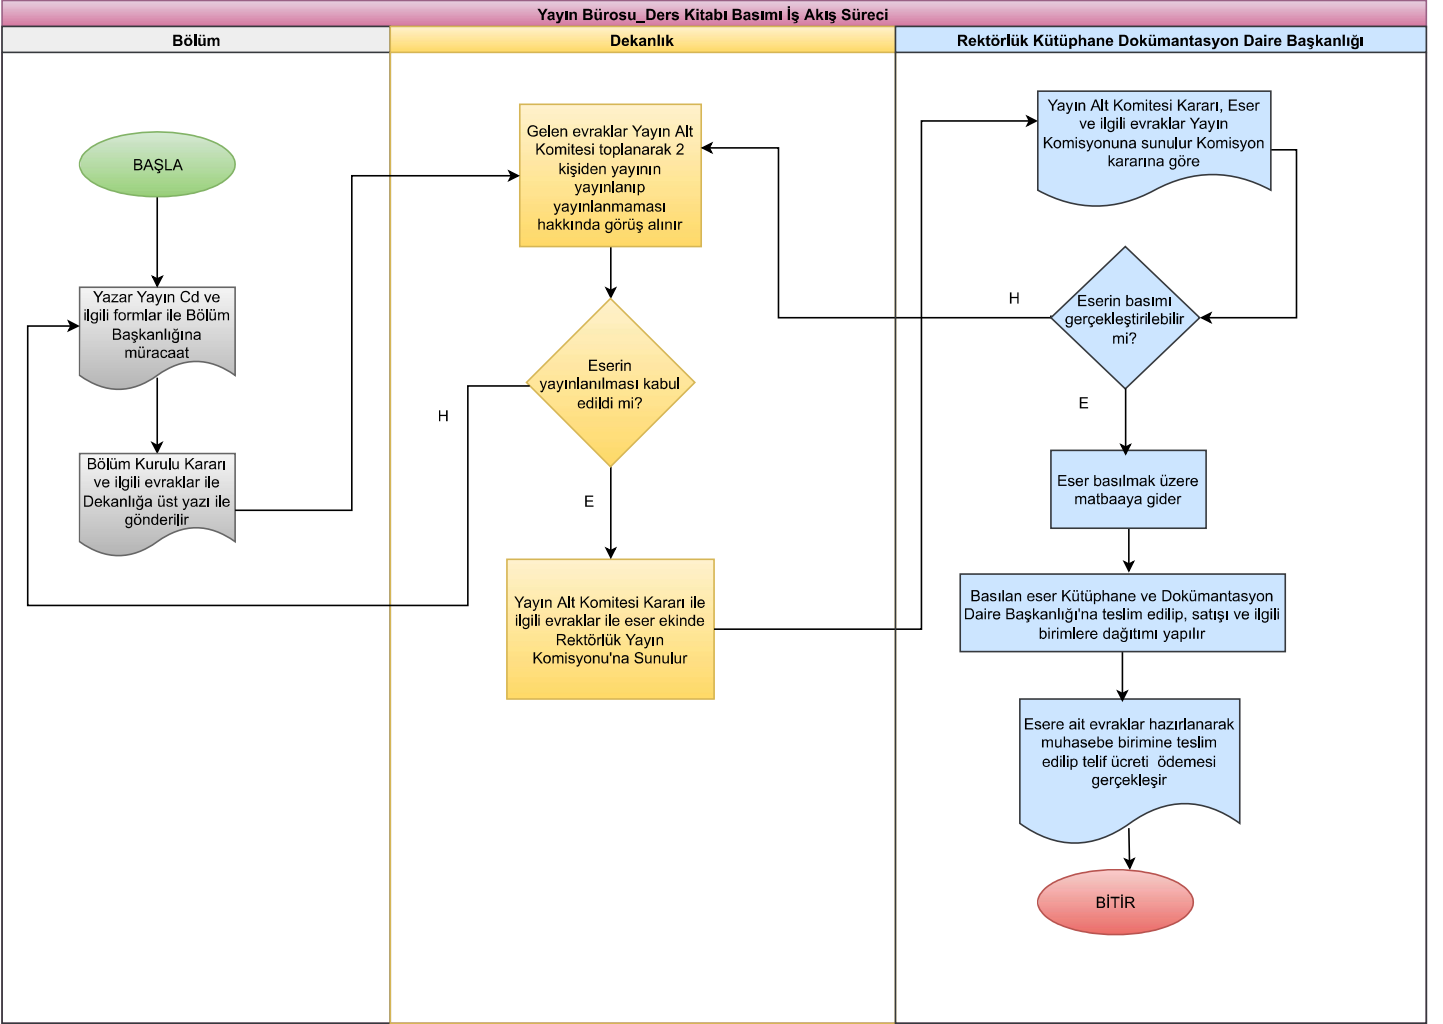 Yayın Bürosu_Ders Kitabı Basımı İş Akış Süreci
Bölüm
Dekanlık
Rektörlük Kütüphane Dokümantasyon Daire Başkanlığı
BAŞLA
Yazar Yayın Cd ve
ilgili formlar ile Bölüm
Başkanlığına
müracaat
Bölüm Kurulu Kararı
ve ilgili evraklar ile
Dekanlığa üst yazı ile
gönderilir
Gelen evraklar Yayın Alt
Komitesi toplanarak 2
kişiden yayının
yayınlanıp
yayınlanmaması
hakkında görüş alınır
Eserin
yayınlanılması kabul
edildi mi?
H
E
Yayın Alt Komitesi Kararı ile
ilgili evraklar ile eser ekinde
Rektörlük Yayın
Komisyonu'na Sunulur
Yayın Alt Komitesi Kararı, Eser
ve ilgili evraklar Yayın
Komisyonuna sunulur Komisyon
kararına göre
Eserin basımı
gerçekleştirilebilir
mi?
H
E
Eser basılmak üzere
matbaaya gider
Basılan eser Kütüphane ve Dokümantasyon
Daire Başkanlığı'na teslim edilip, satışı ve ilgili
birimlere dağıtımı yapılır
Esere ait evraklar hazırlanarak
muhasebe birimine teslim
edilip telif ücreti  ödemesi
gerçekleşir
BİTİR